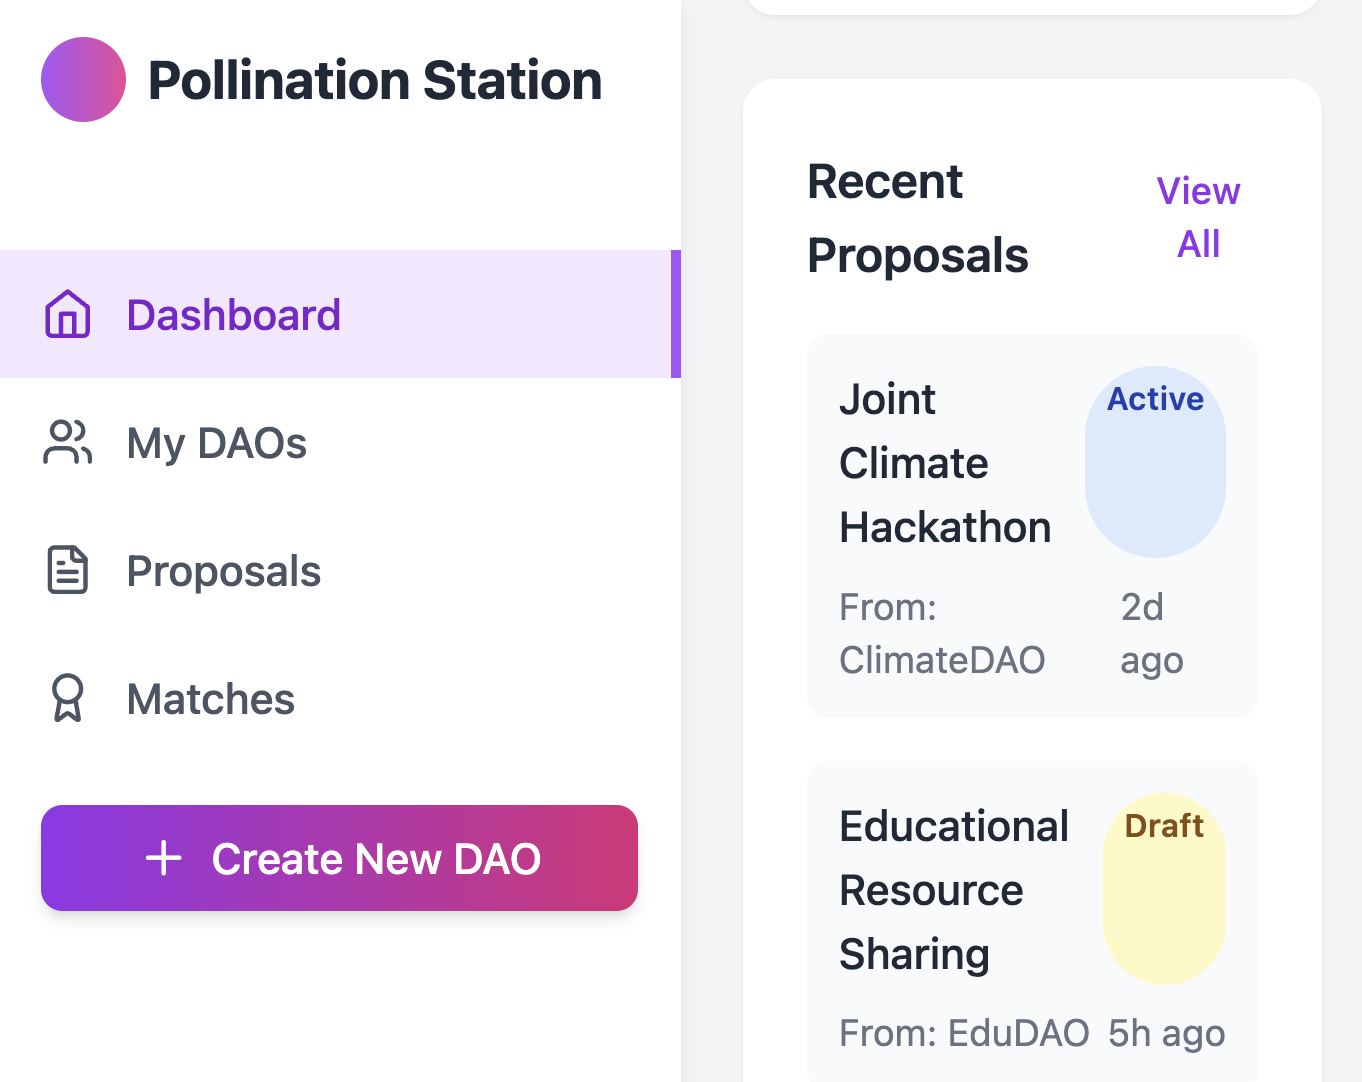 Pollination Station
Dashboard
My DAOs
Proposals
Matches
Create New DAO
Recent
Proposals
View
All
Joint
Climate
Hackathon
Active
From:
ClimateDAO
2d
ago
Educational
Resource
Sharing
Draft
From: EduDAO
5h ago